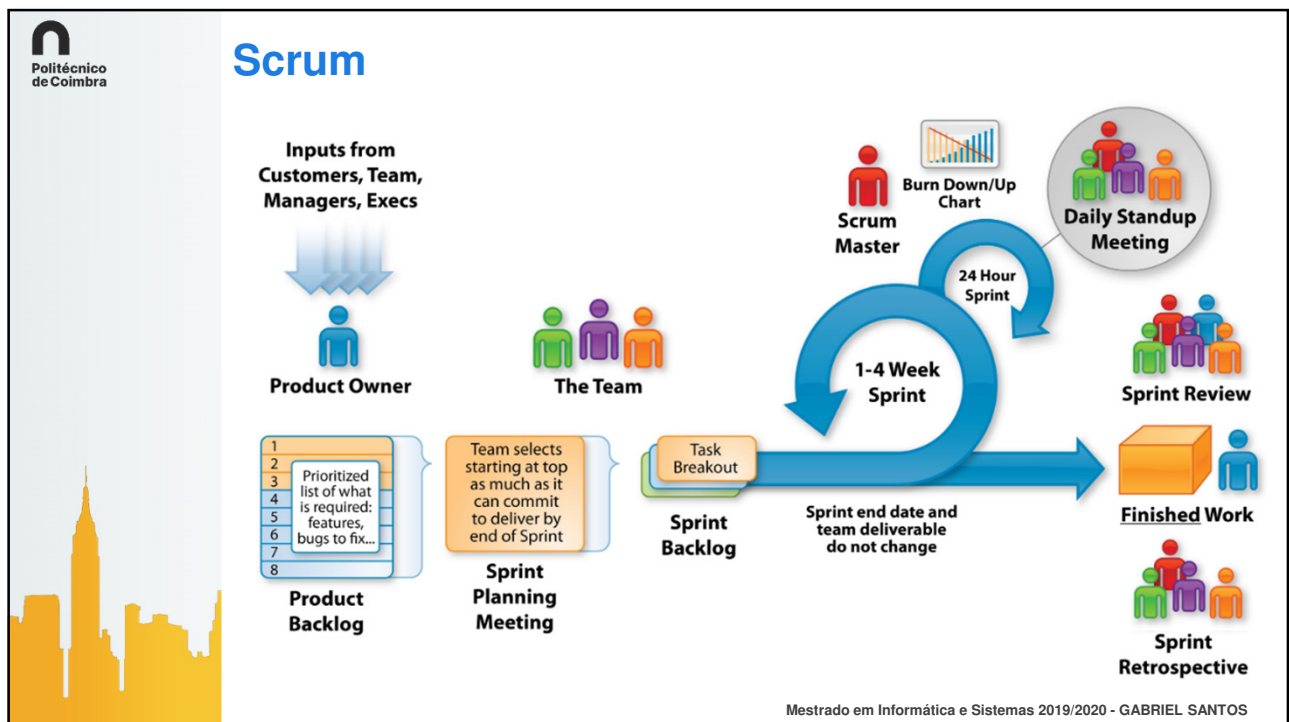 Politécnico
de Coimbra
Scrum
Inputs from
Customers, Team,
Managers, Execs
Product Owner
The Team
Scrum
Master
Burn Down/Up
Chart
Daily Standup
Meeting
24 Hour
Sprint
1-4 Week
Sprint
Sprint Review
1
2
3
4
5
6
7
8
Prioritized
list of what
is required:
features,
bugs to fix...
Product
Backlog
Team selects
starting at top
as much as it
can commit
to deliver by
end of Sprint
Sprint
Planning
Meeting
Task
Breakout
Sprint
Backlog
Sprint end date and
team deliverable
do not change
Finished Work
Sprint
Retrospective
Mestrado em Informática e Sistemas 2019/2020 - GABRIEL SANTOS